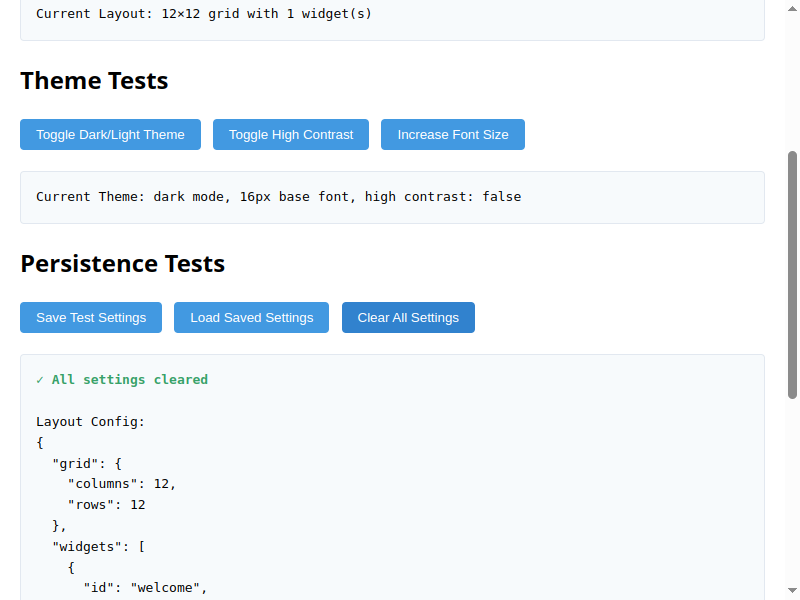 Current Layout: 12×12 grid with 1 widget(s)
Theme Tests
Toggle Dark/Light Theme
Toggle High Contrast
Increase Font Size
Current Theme: dark mode, 16px base font, high contrast: false
Persistence Tests
Save Test Settings
Load Saved Settings
Clear All Settings
✓ All settings cleared
Layout Config:
{
  "grid": {
    "columns": 12,
    "rows": 12
  },
  "widgets": [
    {
      "id": "welcome",